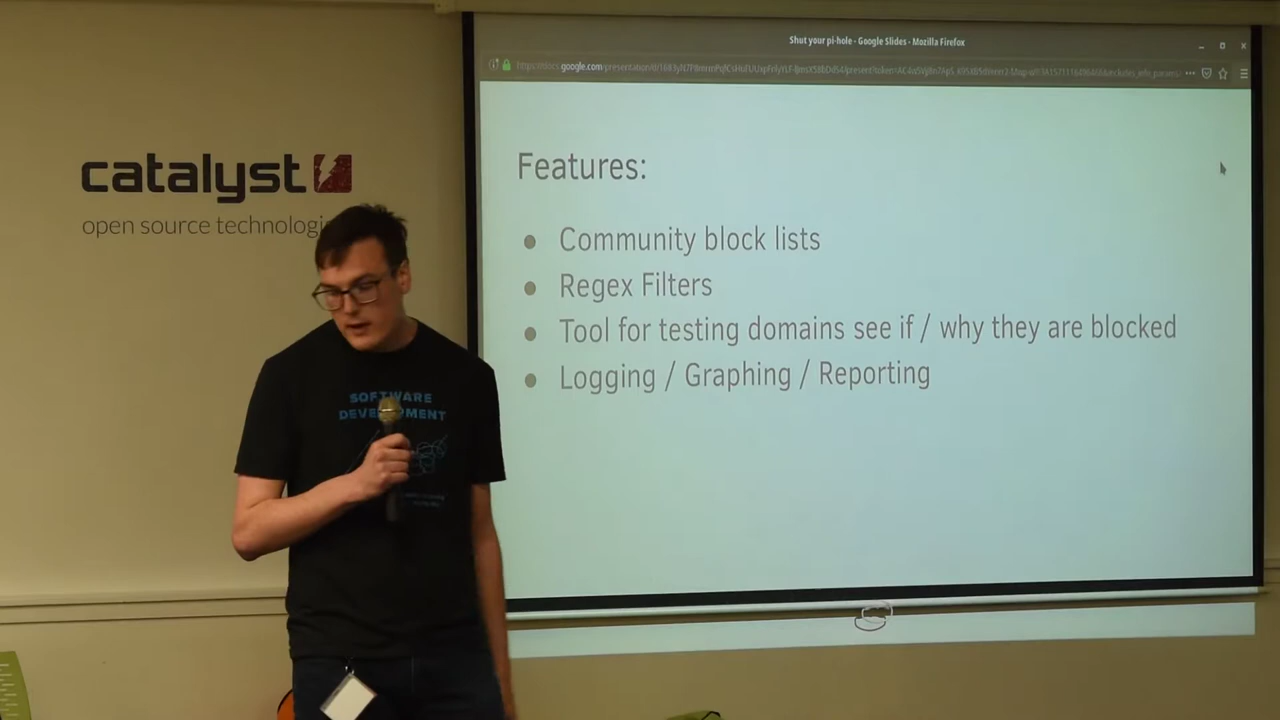 Shut your pi-hole - Google Slides - Mozilla Firefox
catalyst
open source technologi
Features:
● Community block lists
● Regex Filters
● Tool for testing domains see if / why they are blocked
● Logging / Graphing / Reporting
SOFTWARE
DEVELOPMENT